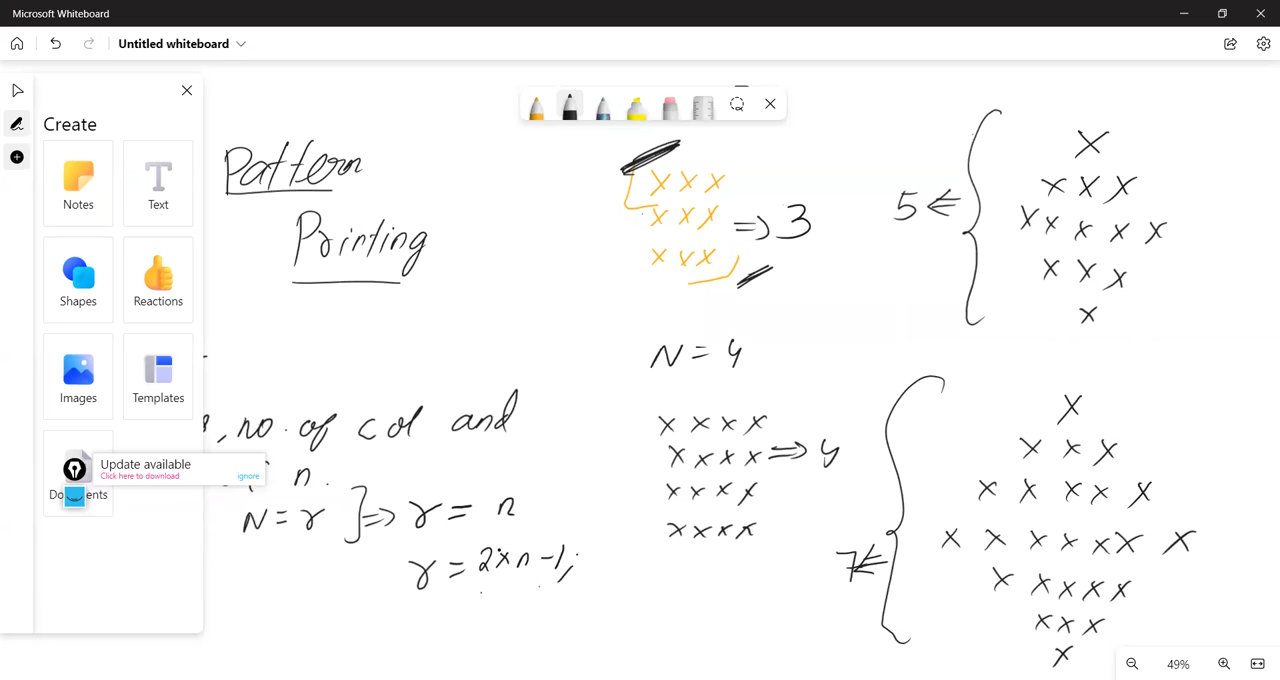 Microsoft Whiteboard
Untitled whiteboard
Create
Notes
Text
Shapes
Reactions
Images
Templates
Update available
Click here to download
ignore
Pattern
Printing
, no. of col and
n.
N = r } => r = n
r = 2 x n - 1;
x x x
x x x => 3
x x x
N = 4
x x x x
x x x x => 4
x x x x
x x x x
x
x x x
5 <=
x x x x x
x x x
x
x
x x x
x x x x x
x x x x x x x
7 <=
x x x x x
x x x
x
49%